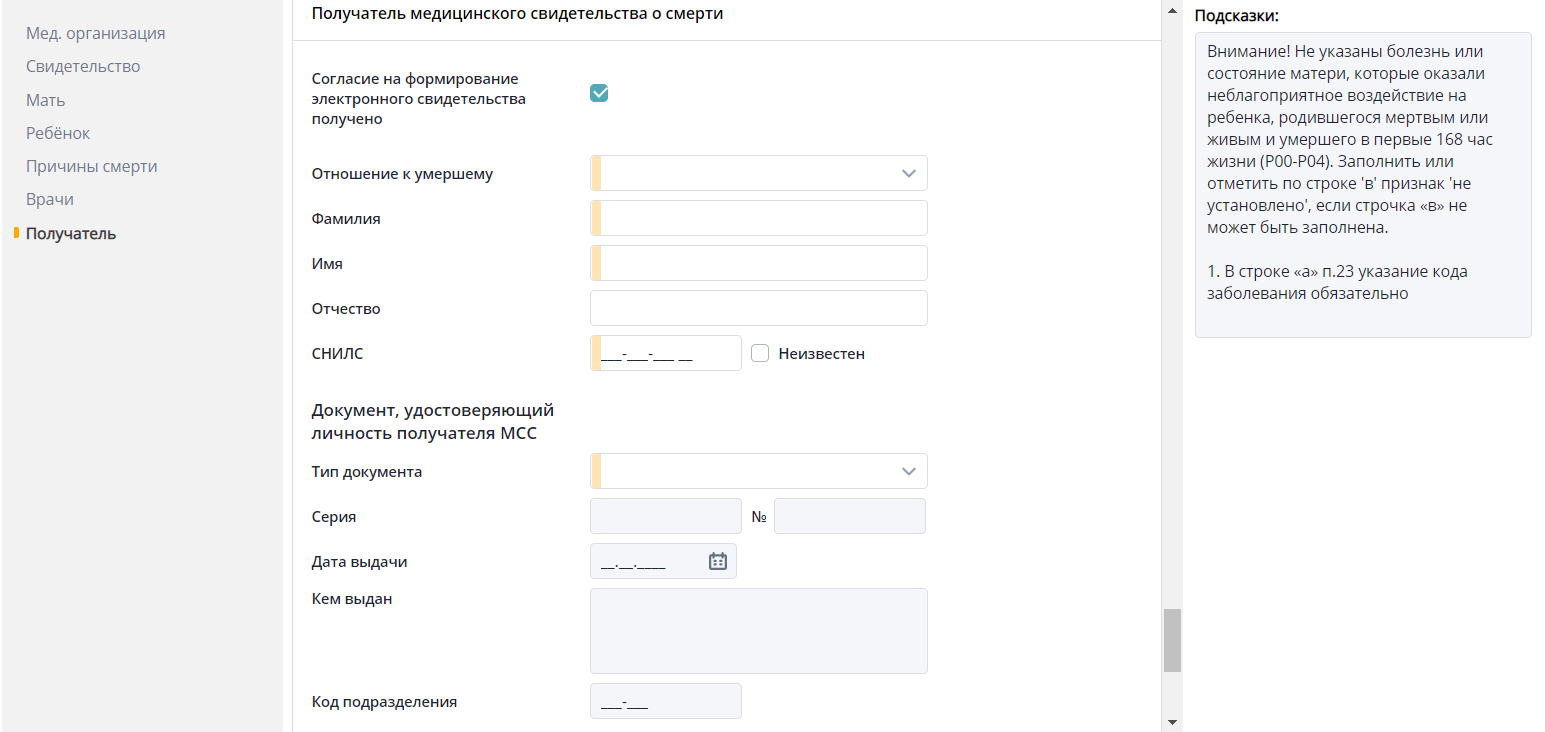 Мед. организация
Свидетельство
Мать
Ребёнок
Причины смерти
Врачи
Получатель
Получатель медицинского свидетельства о смерти
Согласие на формирование
электронного свидетельства
получено
Отношение к умершему
Фамилия
Имя
Отчество
СНИЛС ___-___-___ __ Неизвестен
Документ, удостоверяющий
личность получателя МСС
Тип документа
Серия №
Дата выдачи __.__.____
Кем выдан
Код подразделения ___-___
Подсказки:
Внимание! Не указаны болезнь или
состояние матери, которые оказали
неблагоприятное воздействие на
ребенка, родившегося мертвым или
живым и умершего в первые 168 час
жизни (P00-P04). Заполнить или
отметить по строке 'в' признак 'не
установлено', если строчка «в» не
может быть заполнена.
1. В строке «а» п.23 указание кода
заболевания обязательно